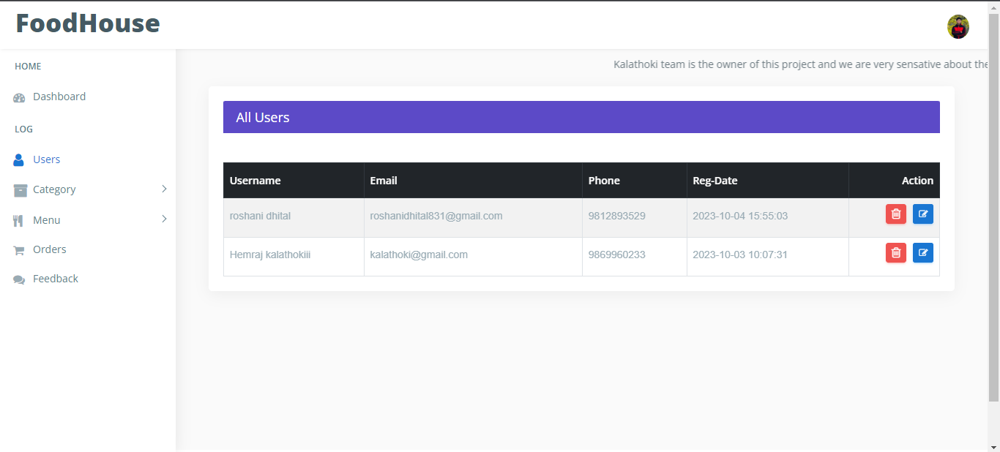 FoodHouse
HOME
Kalathoki team is the owner of this project and we are very sensative about the
Dashboard
LOG
Users
Category
Menu
Orders
Feedback
All Users
Username Email Phone Reg-Date Action
roshani dhital roshanidhital831@gmail.com 9812893529 2023-10-04 15:55:03
Hemraj kalathokiii kalathoki@gmail.com 9869960233 2023-10-03 10:07:31